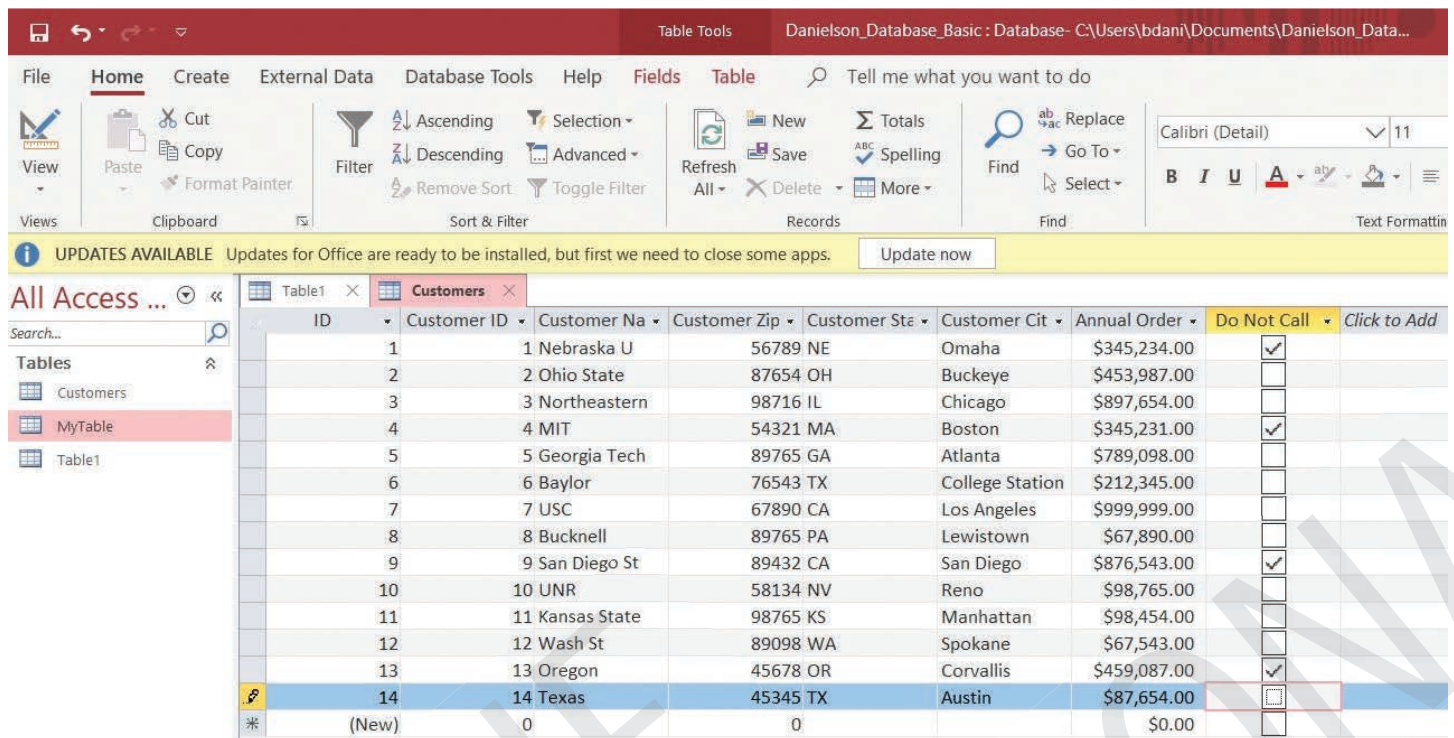 Table Tools Danielson_Database_Basic : Database- C:\Users\bdani\Documents\Danielson_Data...
File Home Create External Data Database Tools Help Fields Table Tell me what you want to do
View
Views
Paste
Cut
Copy
Format Painter
Clipboard
Filter
Ascending
Descending
Remove Sort
Selection
Advanced
Toggle Filter
Sort & Filter
Refresh
All
New
Save
Delete
Totals
Spelling
More
Records
Find
Replace
Go To
Select
Find
Calibri (Detail) 11
B I U A
Text Formattin
UPDATES AVAILABLE Updates for Office are ready to be installed, but first we need to close some apps. Update now
All Access ...
Search...
Tables
Customers
MyTable
Table1
Table1 Customers
ID Customer ID Customer Na Customer Zip Customer Sta Customer Cit Annual Order Do Not Call Click to Add
1 1 Nebraska U 56789 NE Omaha $345,234.00
2 2 Ohio State 87654 OH Buckeye $453,987.00
3 3 Northeastern 98716 IL Chicago $897,654.00
4 4 MIT 54321 MA Boston $345,231.00
5 5 Georgia Tech 89765 GA Atlanta $789,098.00
6 6 Baylor 76543 TX College Station $212,345.00
7 7 USC 67890 CA Los Angeles $999,999.00
8 8 Bucknell 89765 PA Lewistown $67,890.00
9 9 San Diego St 89432 CA San Diego $876,543.00
10 10 UNR 58134 NV Reno $98,765.00
11 11 Kansas State 98765 KS Manhattan $98,454.00
12 12 Wash St 89098 WA Spokane $67,543.00
13 13 Oregon 45678 OR Corvallis $459,087.00
14 14 Texas 45345 TX Austin $87,654.00
(New) 0 0 $0.00